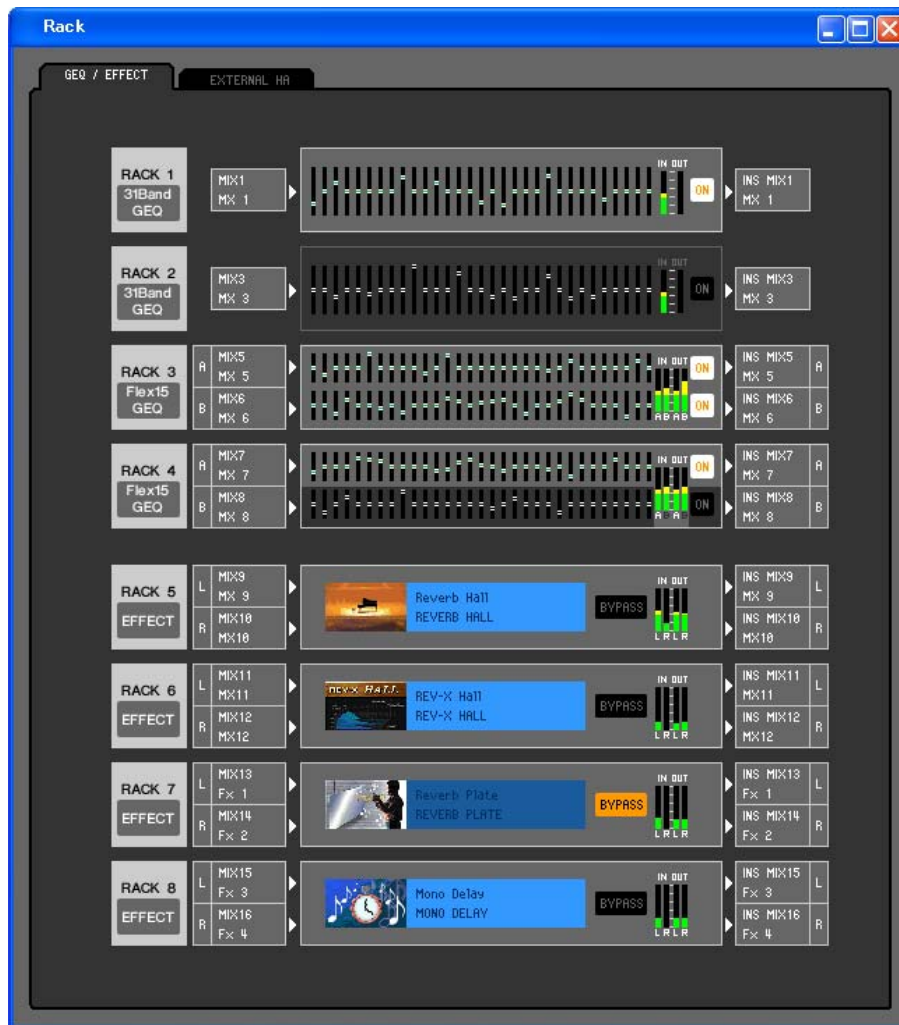 Rack
GEQ / EFFECT
EXTERNAL HA
RACK 1
31Band
GEQ
MIX1
MX 1
IN OUT
ON
INS MIX1
MX 1
RACK 2
31Band
GEQ
MIX3
MX 3
IN OUT
ON
INS MIX3
MX 3
RACK 3
Flex15
GEQ
A
MIX5
MX 5
B
MIX6
MX 6
IN OUT
ON
ON
A B A B
INS MIX5
MX 5
A
INS MIX6
MX 6
B
RACK 4
Flex15
GEQ
A
MIX7
MX 7
B
MIX8
MX 8
IN OUT
ON
ON
A B A B
INS MIX7
MX 7
A
INS MIX8
MX 8
B
RACK 5
EFFECT
L
MIX9
MX 9
R
MIX10
MX10
Reverb Hall
REVERB HALL
BYPASS
IN OUT
L R L R
INS MIX9
MX 9
L
INS MIX10
MX10
R
RACK 6
EFFECT
L
MIX11
MX11
R
MIX12
MX12
REV-X HALL
REV-X Hall
REV-X HALL
BYPASS
IN OUT
L R L R
INS MIX11
MX11
L
INS MIX12
MX12
R
RACK 7
EFFECT
L
MIX13
Fx 1
R
MIX14
Fx 2
Reverb Plate
REVERB PLATE
BYPASS
IN OUT
L R L R
INS MIX13
Fx 1
L
INS MIX14
Fx 2
R
RACK 8
EFFECT
L
MIX15
Fx 3
R
MIX16
Fx 4
Mono Delay
MONO DELAY
BYPASS
IN OUT
L R L R
INS MIX15
Fx 3
L
INS MIX16
Fx 4
R